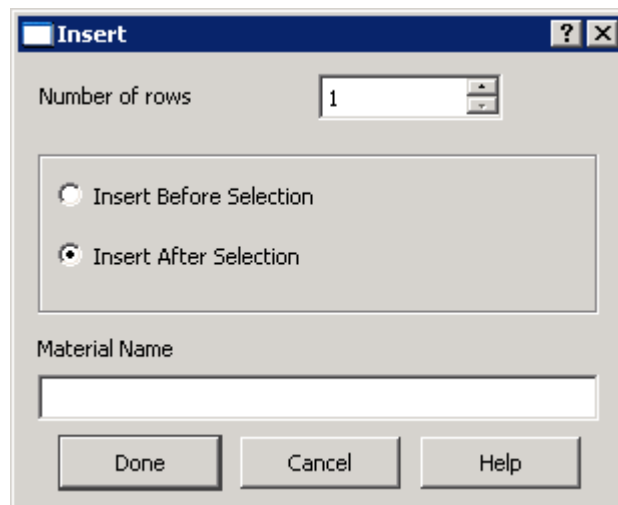 Insert
Number of rows 1
Insert Before Selection
Insert After Selection
Material Name
Done Cancel Help